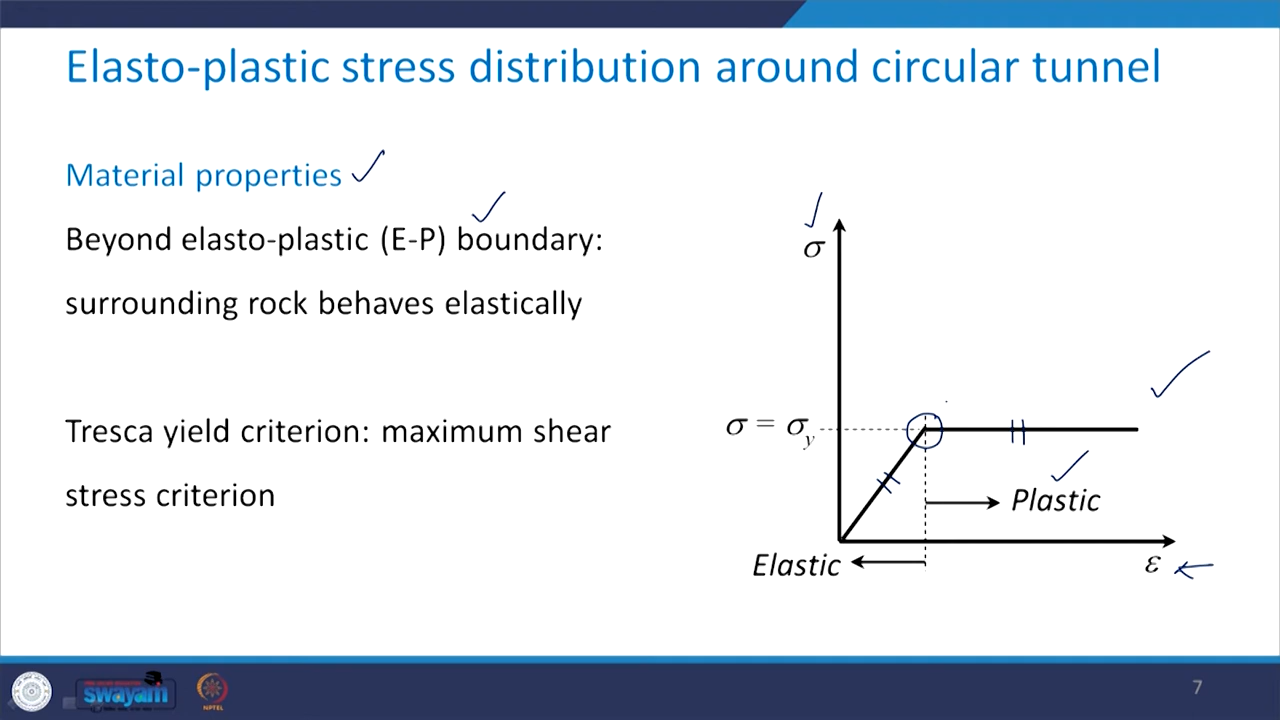 Elasto-plastic stress distribution around circular tunnel
Material properties
Beyond elasto-plastic (E-P) boundary:
surrounding rock behaves elastically
Tresca yield criterion: maximum shear
stress criterion
σ
σ = σy
Plastic
Elastic
ε
swayam
NPTEL
7